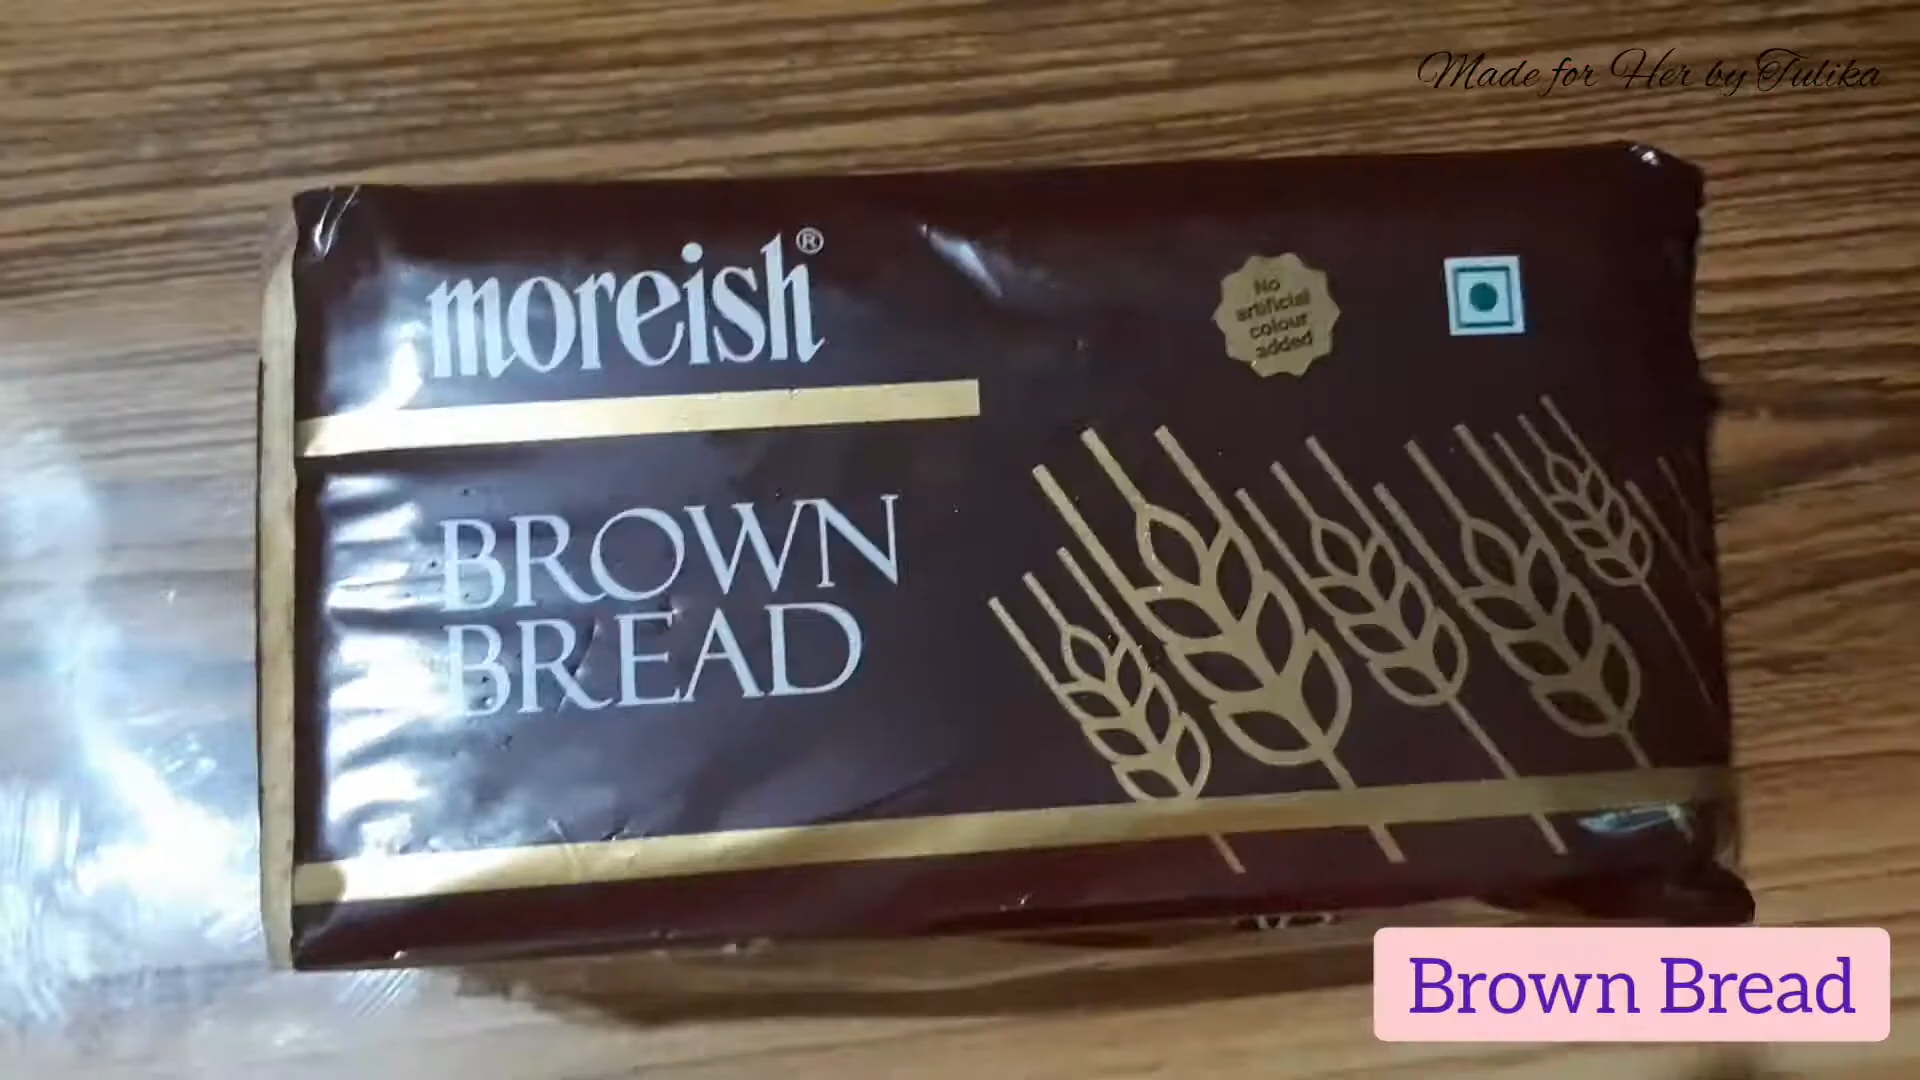 Made for Her by Tulika
moreish®
No
artificial
colour
added
BROWN
BREAD
Brown Bread